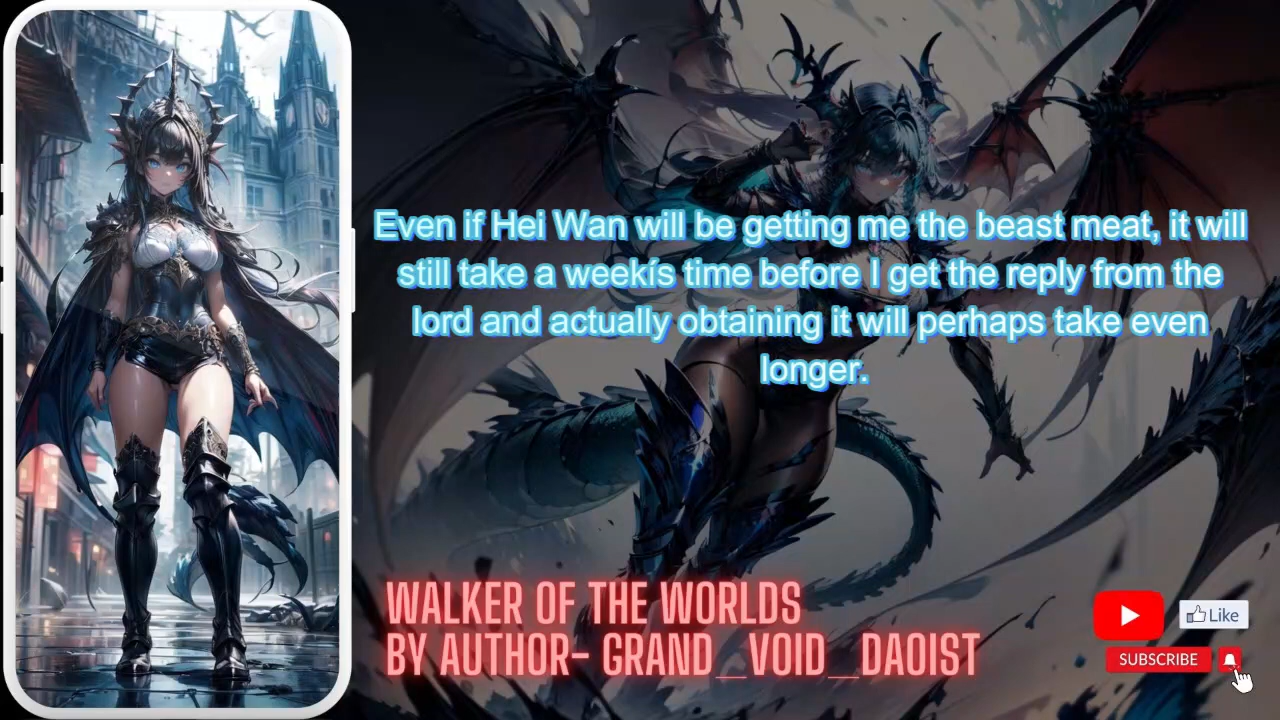 Even if Hei Wan will be getting me the beast meat, it will
still take a weekís time before I get the reply from the
lord and actually obtaining it will perhaps take even
longer.
WALKER OF THE WORLDS
BY AUTHOR- GRAND_VOID_DAOIST
Like
SUBSCRIBE